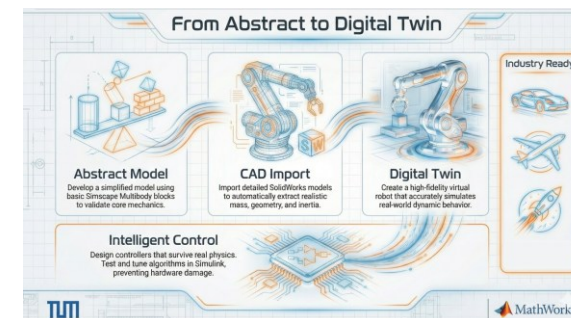 From Abstract to Digital Twin
Abstract Model
Develop a simplified model using
basic Simscape Multibody blocks
to validate core mechanics.
SW
CAD Import
Import detailed SolidWorks models
to automatically extract realistic
mass, geometry, and inertia.
Digital Twin
Create a high-fidelity virtual
robot that accurately simulates
real-world dynamic behavior.
Industry Ready
Intelligent Control
Design controllers that survive real physics.
Test and tune algorithms in Simulink,
preventing hardware damage.
TUM
MathWork